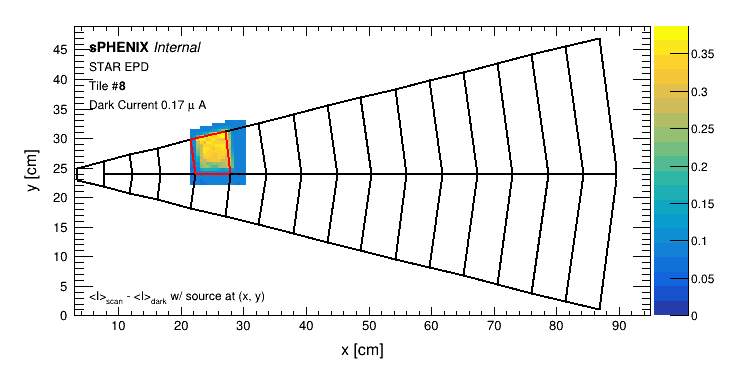 sPHENIX Internal
STAR EPD
Tile #8
Dark Current 0.17 μ A
<I>scan - <I>dark w/ source at (x, y)
y [cm]
45
40
35
30
25
20
15
10
5
0
10 20 30 40 50 60 70 80 90
x [cm]
0.35
0.3
0.25
0.2
0.15
0.1
0.05
0